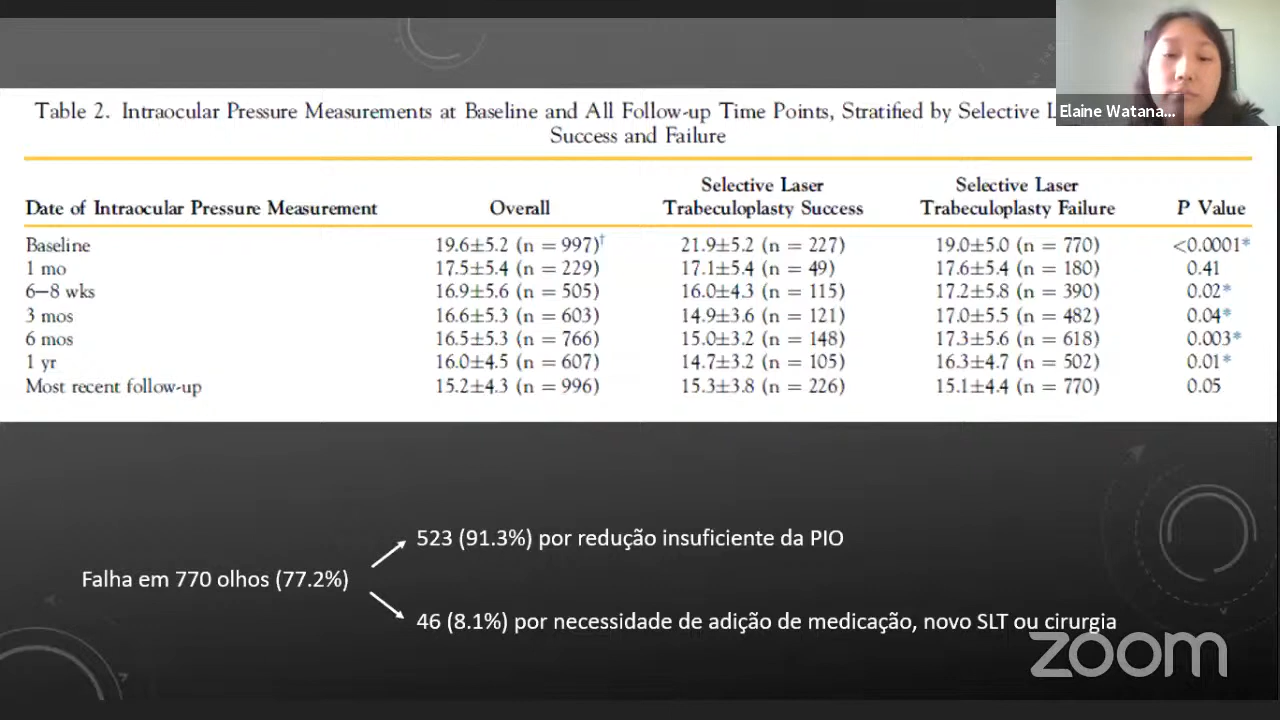 Table 2. Intraocular Pressure Measurements at Baseline and All Follow-up Time Points, Stratified by Selective
Success and Failure
Elaine Watana...
Date of Intraocular Pressure Measurement Overall Selective Laser Trabeculoplasty Success Selective Laser Trabeculoplasty Failure P Value
Baseline 19.6±5.2 (n = 997)† 21.9±5.2 (n = 227) 19.0±5.0 (n = 770) <0.0001*
1 mo 17.5±5.4 (n = 229) 17.1±5.4 (n = 49) 17.6±5.4 (n = 180) 0.41
6–8 wks 16.9±5.6 (n = 505) 16.0±4.3 (n = 115) 17.2±5.8 (n = 390) 0.02*
3 mos 16.6±5.3 (n = 603) 14.9±3.6 (n = 121) 17.0±5.5 (n = 482) 0.04*
6 mos 16.5±5.3 (n = 766) 15.0±3.2 (n = 148) 17.3±5.6 (n = 618) 0.003*
1 yr 16.0±4.5 (n = 607) 14.7±3.2 (n = 105) 16.3±4.7 (n = 502) 0.01*
Most recent follow-up 15.2±4.3 (n = 996) 15.3±3.8 (n = 226) 15.1±4.4 (n = 770) 0.05
523 (91.3%) por redução insuficiente da PIO
Falha em 770 olhos (77.2%)
46 (8.1%) por necessidade de adição de medicação, novo SLT ou cirurgia
zoom